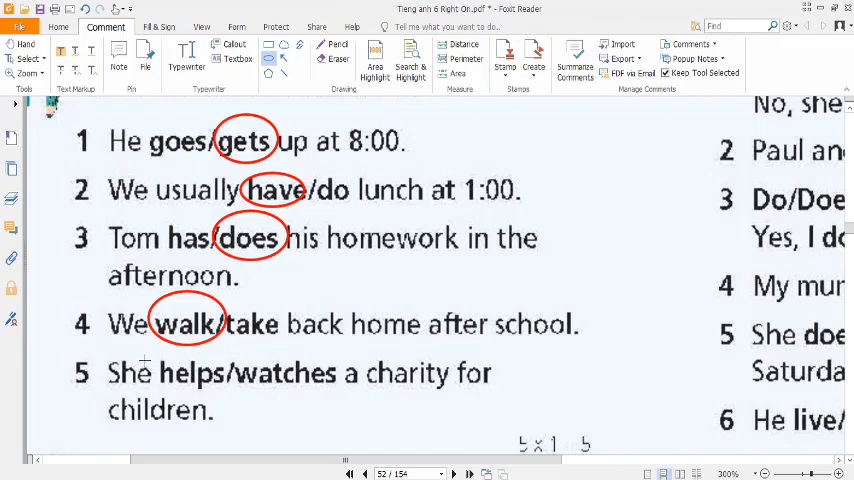 Tieng anh 6 Right On.pdf * - Foxit Reader
File Home Comment Fill & Sign View Form Protect Share Help Tell me what you want to do... Find
Hand Callout Pencil Distance Import Comments
Select Textbox Eraser Perimeter Export Popup Notes
Zoom Note File Typewriter Area Highlight Search & Highlight Area Stamp Create Summarize Comments FDF via Email Keep Tool Selected
Text Markup Pin Typewriter Drawing Measure Stamps Manage Comments
No, she
1 He goes/gets up at 8:00.
2 We usually have/do lunch at 1:00.
3 Tom has/does his homework in the
afternoon.
4 We walk/take back home after school.
5 She helps/watches a charity for
children.
5 x 1 5
2 Paul an
3 Do/Doe
Yes, I do
4 My mur
5 She doe
Saturda
6 He live/
52 / 154
300%